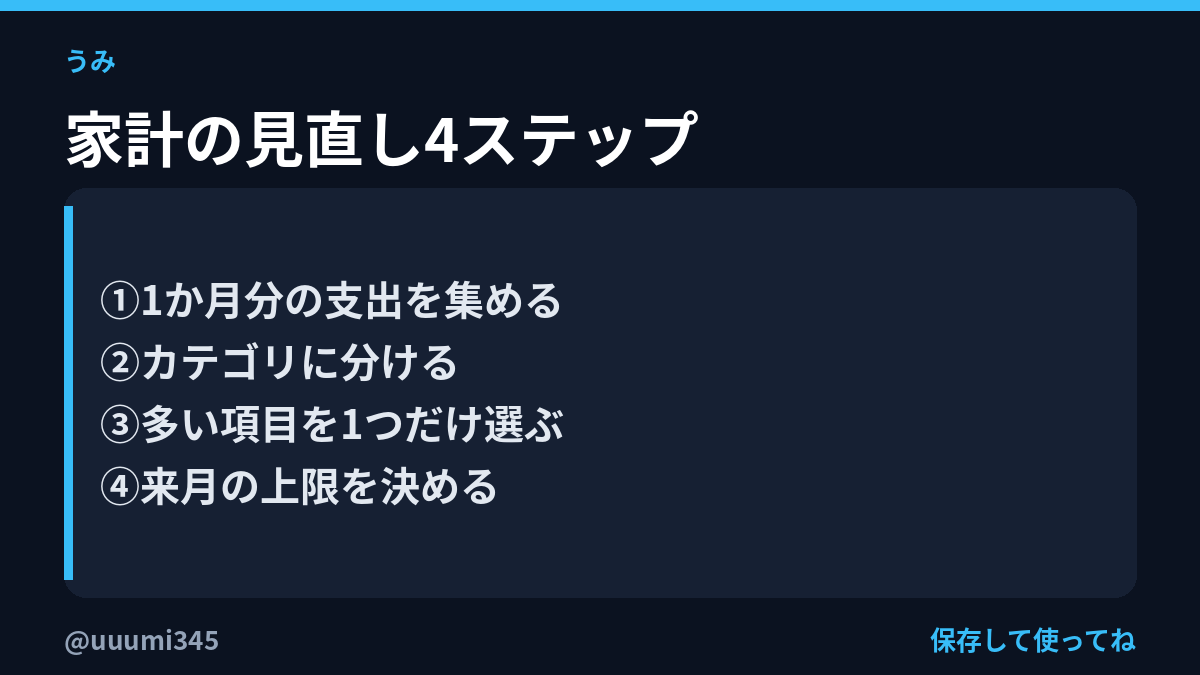 うみ
家計の見直し4ステップ
①1か月分の支出を集める
②カテゴリに分ける
③多い項目を1つだけ選ぶ
④来月の上限を決める
@uuumi345
保存して使ってね